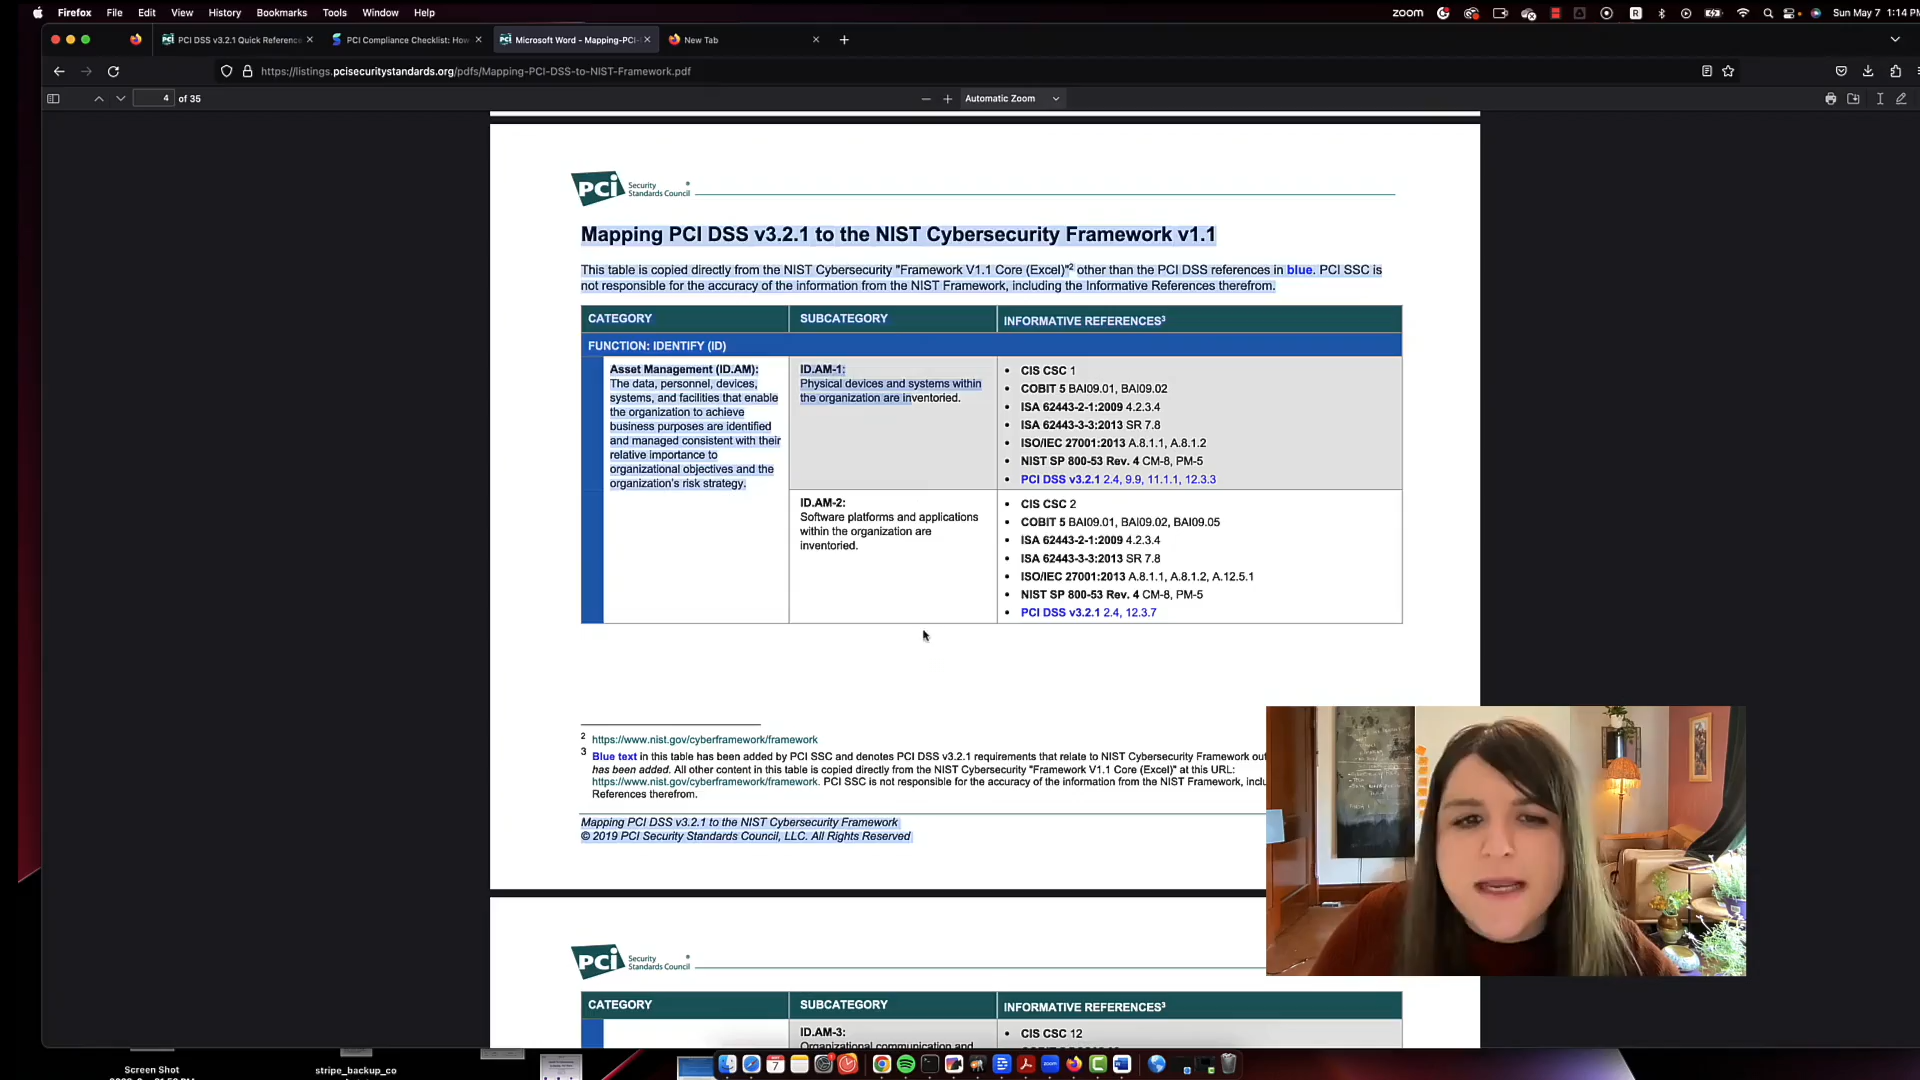 Firefox File Edit View History Bookmarks Tools Window Help
zoom
Sun May 7 1:14 PM
PCI DSS v3.2.1 Quick Reference
PCI Compliance Checklist: How
Microsoft Word - Mapping-PCI-
New Tab
https://listings.pcisecuritystandards.org/pdfs/Mapping-PCI-DSS-to-NIST-Framework.pdf
4 of 35
Automatic Zoom
PCi Security
Standards Council
Mapping PCI DSS v3.2.1 to the NIST Cybersecurity Framework v1.1
This table is copied directly from the NIST Cybersecurity "Framework V1.1 Core (Excel)"2 other than the PCI DSS references in blue. PCI SSC is
not responsible for the accuracy of the information from the NIST Framework, including the Informative References therefrom.
CATEGORY SUBCATEGORY INFORMATIVE REFERENCES3
FUNCTION: IDENTIFY (ID)
Asset Management (ID.AM):
The data, personnel, devices,
systems, and facilities that enable
the organization to achieve
business purposes are identified
and managed consistent with their
relative importance to
organizational objectives and the
organization's risk strategy.
ID.AM-1:
Physical devices and systems within
the organization are inventoried.
• CIS CSC 1
• COBIT 5 BAI09.01, BAI09.02
• ISA 62443-2-1:2009 4.2.3.4
• ISA 62443-3-3:2013 SR 7.8
• ISO/IEC 27001:2013 A.8.1.1, A.8.1.2
• NIST SP 800-53 Rev. 4 CM-8, PM-5
• PCI DSS v3.2.1 2.4, 9.9, 11.1.1, 12.3.3
ID.AM-2:
Software platforms and applications
within the organization are
inventoried.
• CIS CSC 2
• COBIT 5 BAI09.01, BAI09.02, BAI09.05
• ISA 62443-2-1:2009 4.2.3.4
• ISA 62443-3-3:2013 SR 7.8
• ISO/IEC 27001:2013 A.8.1.1, A.8.1.2, A.12.5.1
• NIST SP 800-53 Rev. 4 CM-8, PM-5
• PCI DSS v3.2.1 2.4, 12.3.7
2 https://www.nist.gov/cyberframework/framework
3 Blue text in this table has been added by PCI SSC and denotes PCI DSS v3.2.1 requirements that relate to NIST Cybersecurity Framework
has been added. All other content in this table is copied directly from the NIST Cybersecurity "Framework V1.1 Core (Excel)" at this URL:
https://www.nist.gov/cyberframework/framework. PCI SSC is not responsible for the accuracy of the information from the NIST Framework,
References therefrom.
Mapping PCI DSS v3.2.1 to the NIST Cybersecurity Framework
© 2019 PCI Security Standards Council, LLC. All Rights Reserved
PCi Security
Standards Council
CATEGORY SUBCATEGORY INFORMATIVE REFERENCES3
ID.AM-3:
Organizational communication and
• CIS CSC 12
Screen Shot
stripe_backup_co